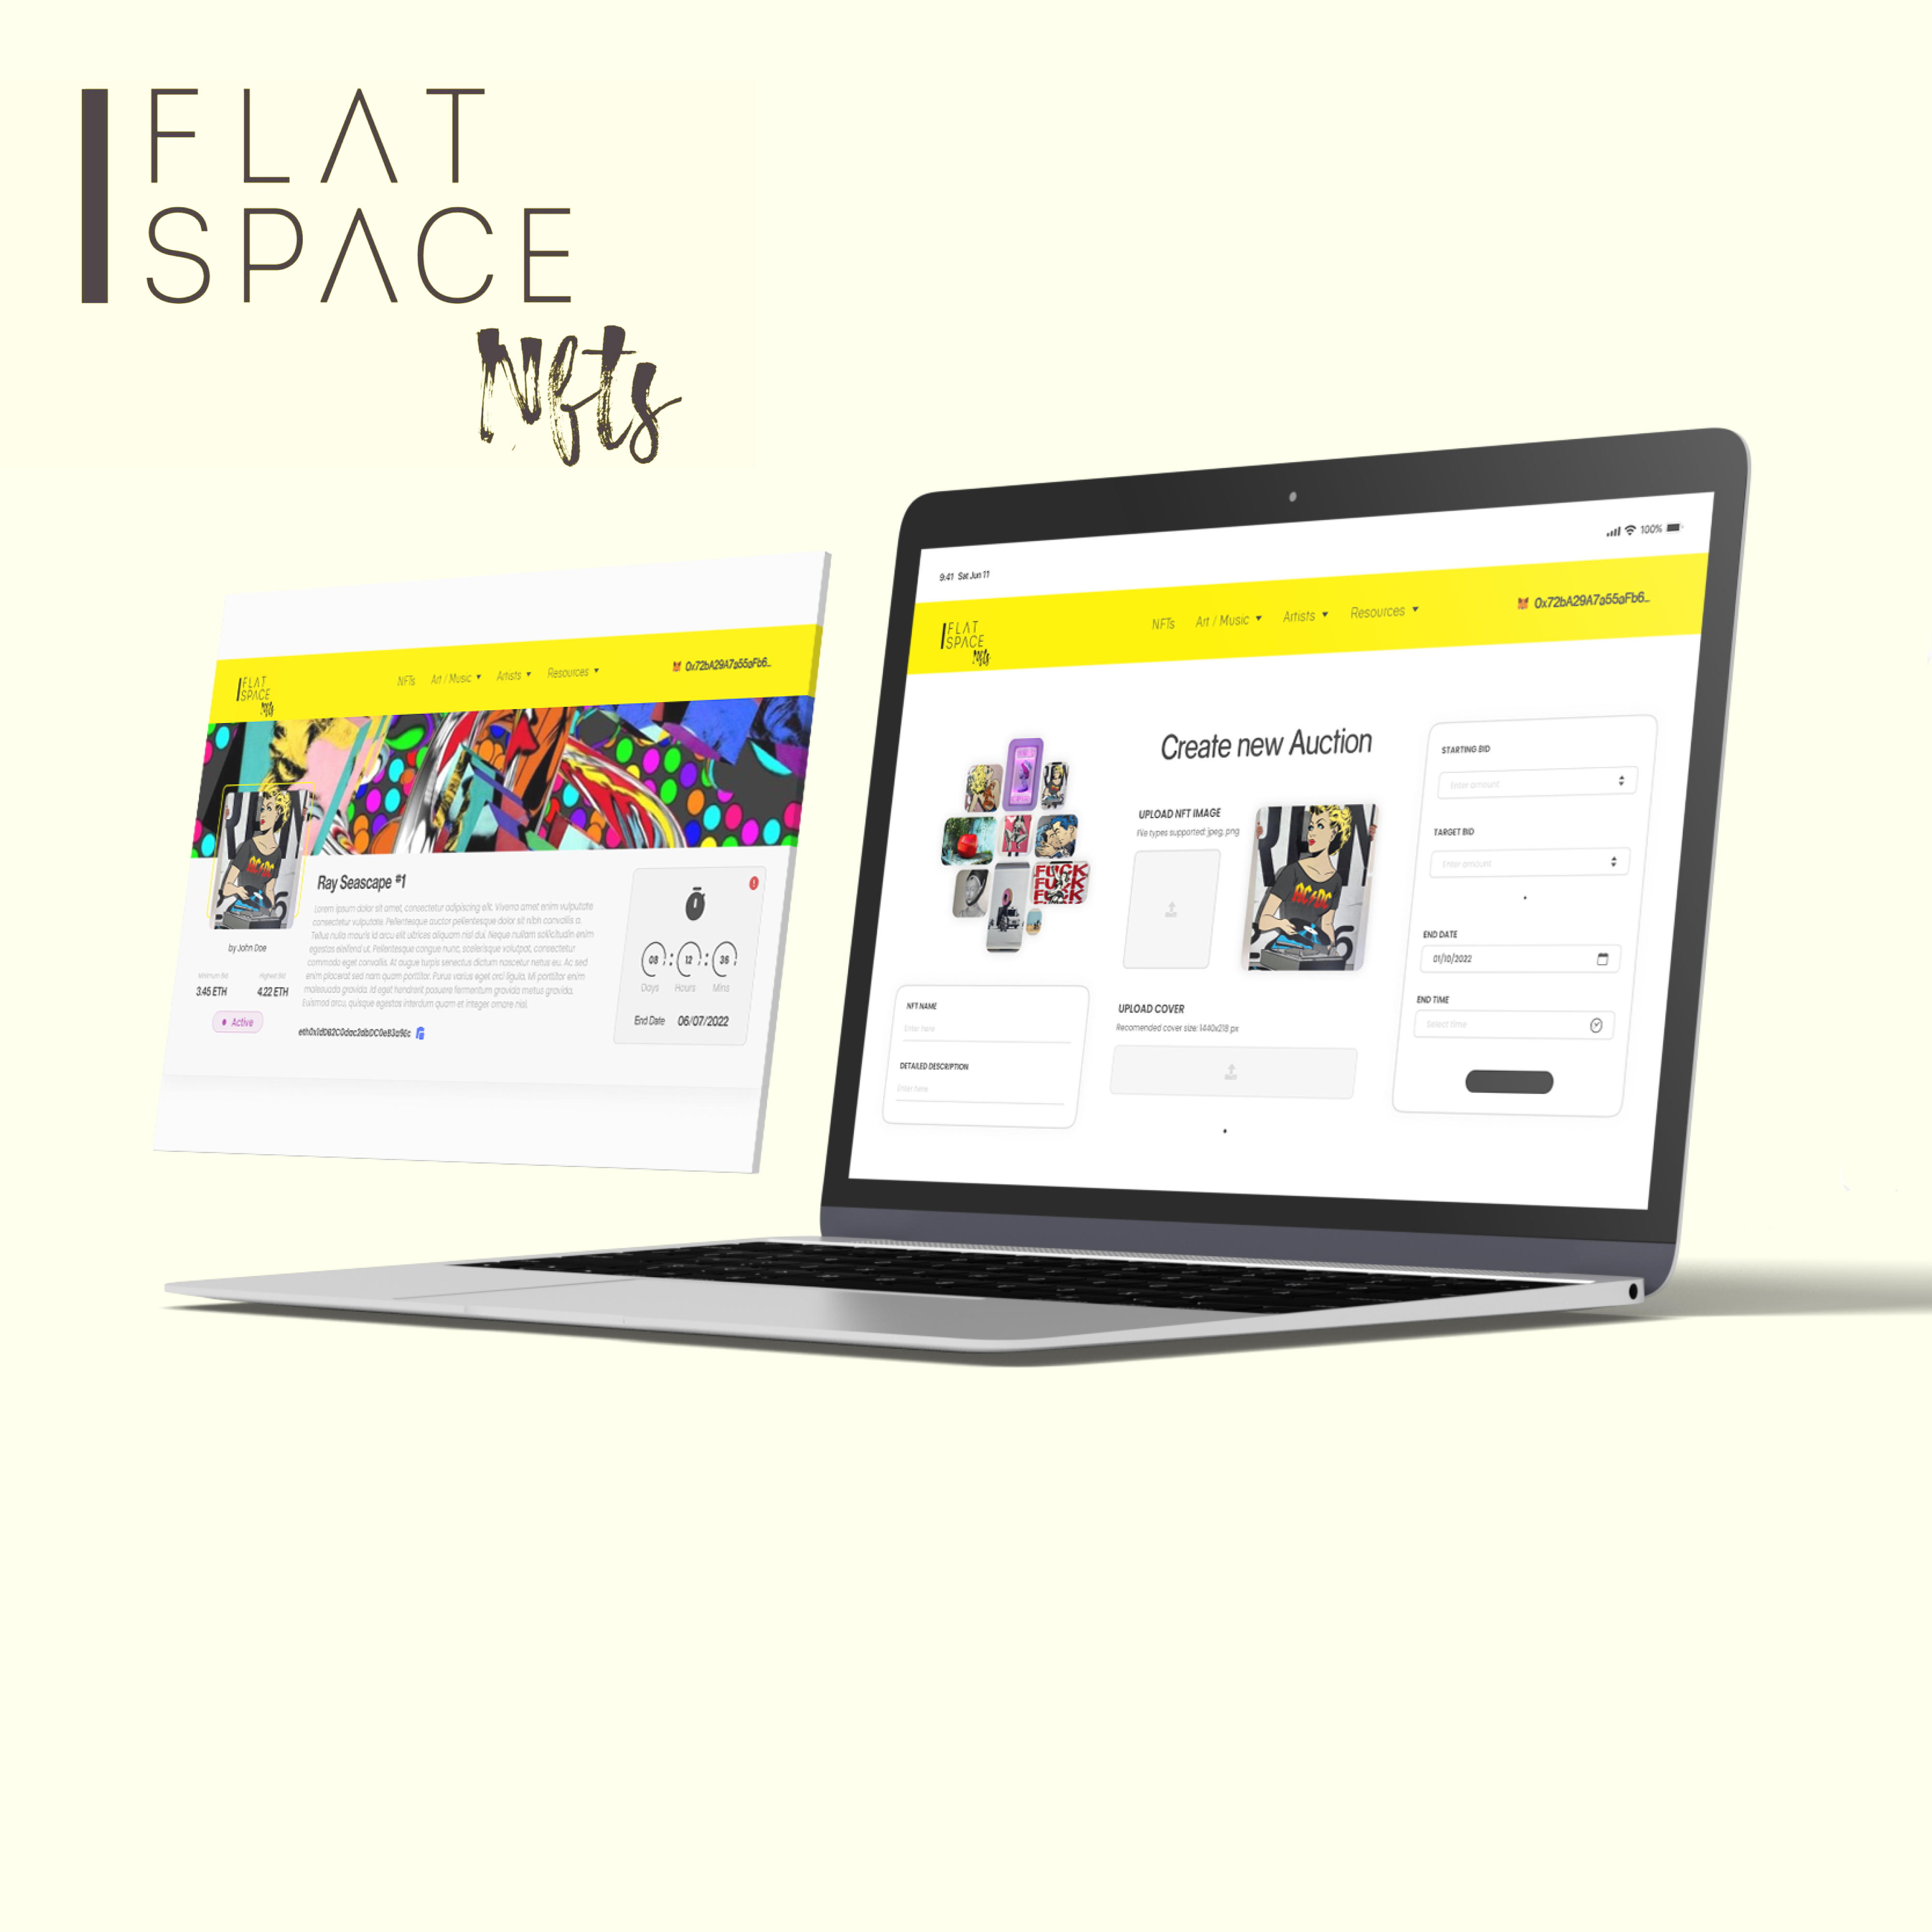 FLAT
SPACE
Nfts
FLAT
SPACE
Nfts
NFTs Art / Music Artists Resources 0x72bA29A7a55aFb6...
AC/DC
Ray Seascape #1
Lorem ipsum dolor sit amet, consectetur adipiscing elit. Viverra amet enim vulputate
consectetur vulputate. Pellentesque auctor pellentesque dolor sit nibh convallis a.
Tellus nulla mauris id arcu elit ultrices aliquam nisl dui. Neque nullam sollicitudin enim
egestas eleifend ut. Pellentesque congue nunc, scelerisque volutpat, consectetur
commodo eget convallis. At augue turpis senectus dictum nascetur netus eu. Ac sed
enim placerat sed nam quam porttitor. Purus varius eget orci ligula. Mi porttitor enim
malesuada gravida. Id eget hendrerit posuere fermentum gravida metus gravida.
Euismod arcu, quisque egestas interdum quam et integer ornare nisl.
by John Doe
Minimum Bid Highest Bid
3.45 ETH 4.22 ETH
Active
08 : 12 : 36
Days Hours Mins
End Date 06/07/2022
9:41 Sat Jun 11
100%
FLAT
SPACE
Nfts
NFTs Art / Music Artists Resources 0x72bA29A7a55aFb6...
Create new Auction
UPLOAD NFT IMAGE
File types supported: jpeg, png
AC/DC
FUCK
FUCK
FUCK
NFT NAME
Enter here
DETAILED DESCRIPTION
Enter here
UPLOAD COVER
Recomended cover size: 1440x218 px
STARTING BID
Enter amount
TARGET BID
Enter amount
END DATE
01/10/2022
END TIME
Select time